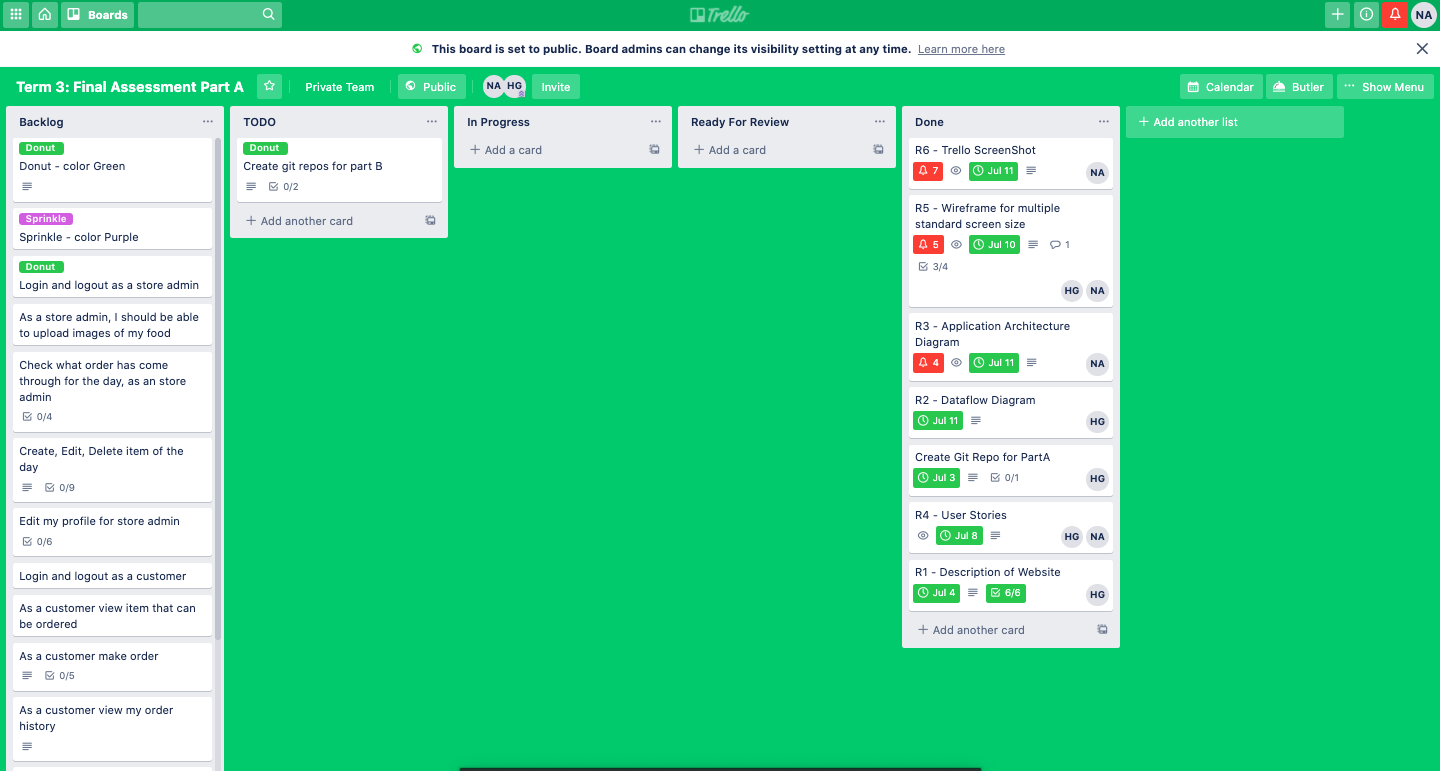 Boards
Trello
NA
This board is set to public. Board admins can change its visibility setting at any time. Learn more here
Term 3: Final Assessment Part A
Private Team
Public
NA
HG
Invite
Calendar
Butler
Show Menu
Backlog
Donut
Donut - color Green
Sprinkle
Sprinkle - color Purple
Donut
Login and logout as a store admin
As a store admin, I should be able
to upload images of my food
Check what order has come
through for the day, as an store
admin
0/4
Create, Edit, Delete item of the
day
0/9
Edit my profile for store admin
0/6
Login and logout as a customer
As a customer view item that can
be ordered
As a customer make order
0/5
As a customer view my order
history
TODO
Donut
Create git repos for part B
0/2
Add another card
In Progress
Add a card
Ready For Review
Add a card
Done
R6 - Trello ScreenShot
7
Jul 11
NA
R5 - Wireframe for multiple
standard screen size
5
Jul 10
1
3/4
HG
NA
R3 - Application Architecture
Diagram
4
Jul 11
NA
R2 - Dataflow Diagram
Jul 11
HG
Create Git Repo for PartA
Jul 3
0/1
HG
R4 - User Stories
Jul 8
HG
NA
R1 - Description of Website
Jul 4
6/6
HG
Add another card
Add another list